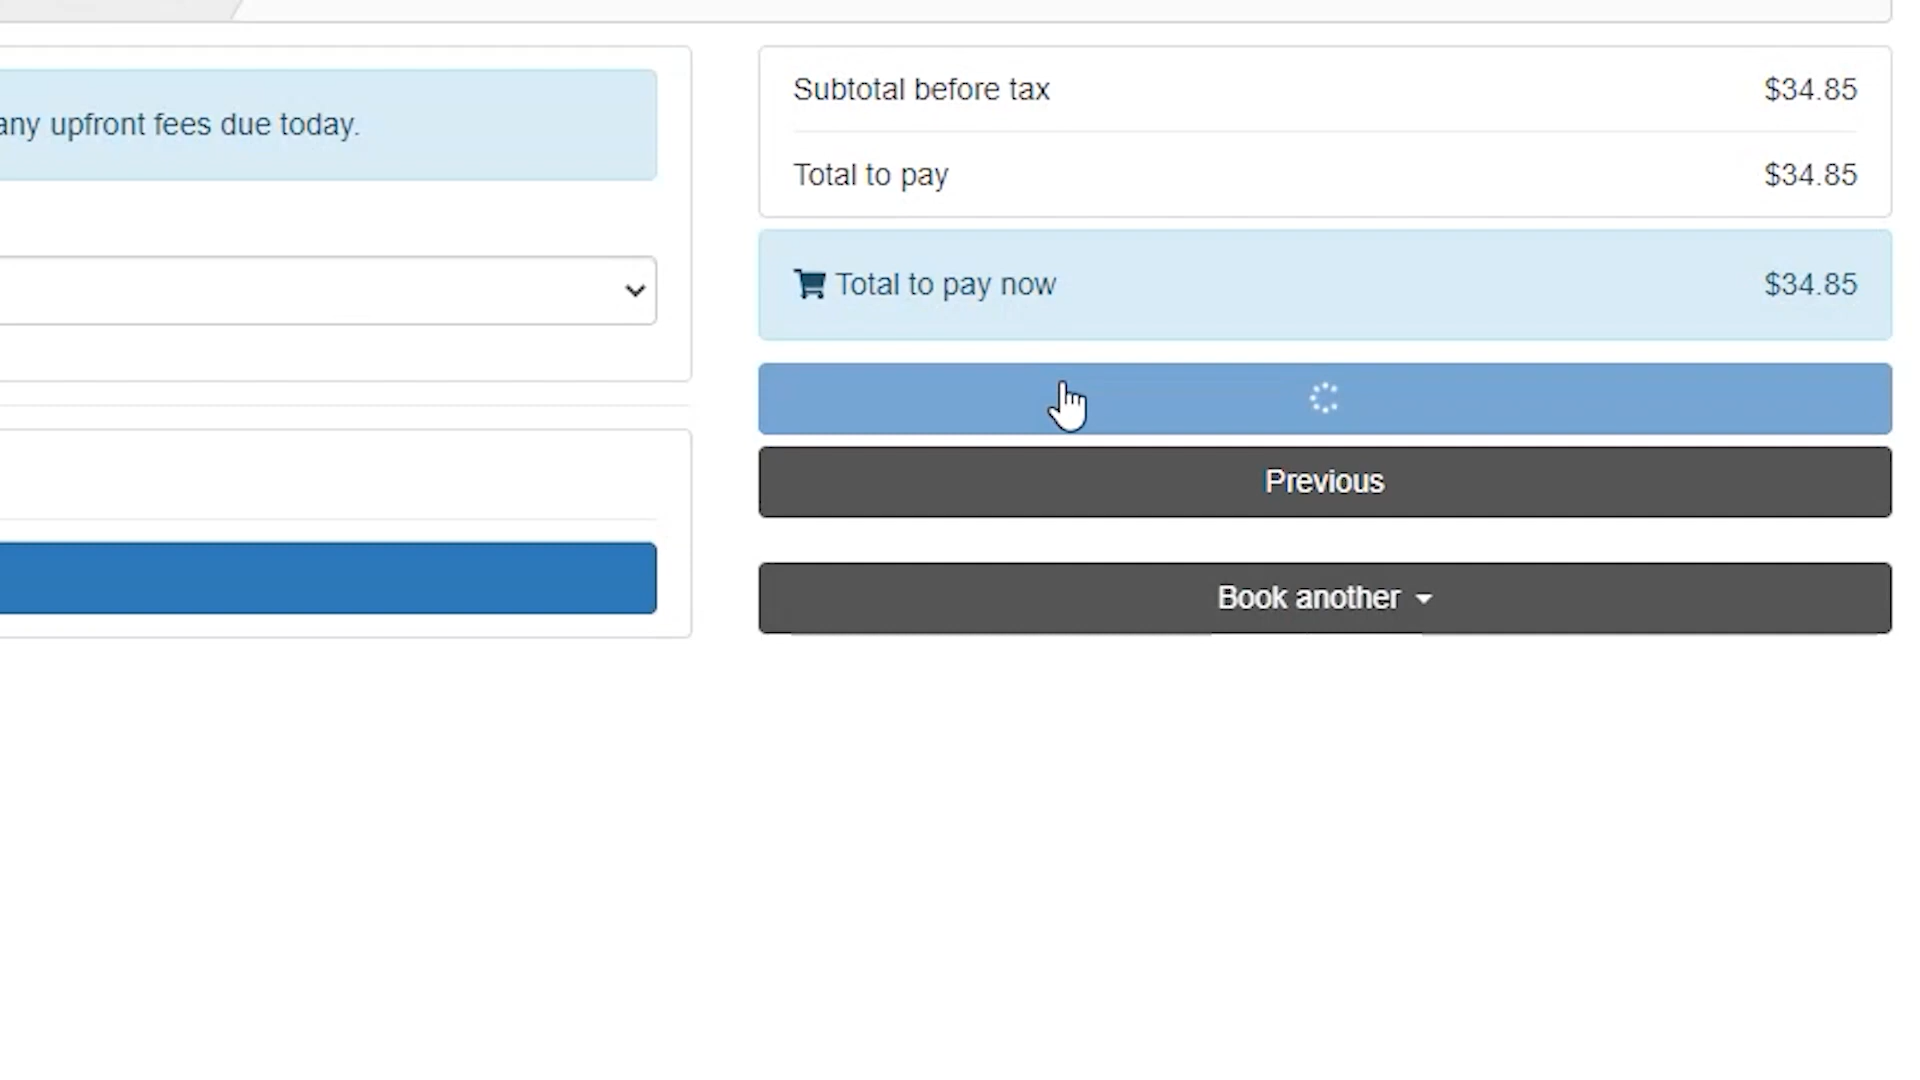 any upfront fees due today.
Subtotal before tax $34.85
Total to pay $34.85
Total to pay now $34.85
Previous
Book another